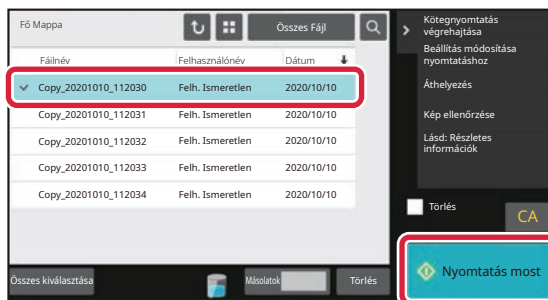 Fő Mappa
Összes Fájl
Fájlnév Felhasználónév Dátum
Copy_20201010_112030 Felh. Ismeretlen 2020/10/10
Copy_20201010_112031 Felh. Ismeretlen 2020/10/10
Copy_20201010_112032 Felh. Ismeretlen 2020/10/10
Copy_20201010_112033 Felh. Ismeretlen 2020/10/10
Copy_20201010_112034 Felh. Ismeretlen 2020/10/10
Összes kiválasztása
Másolatok
Törlés
Kötegnyomtatás
végrehajtása
Beállítás módosítása
nyomtatáshoz
Áthelyezés
Kép ellenőrzése
Lásd: Részletes
információk
Törlés
CA
Nyomtatás most